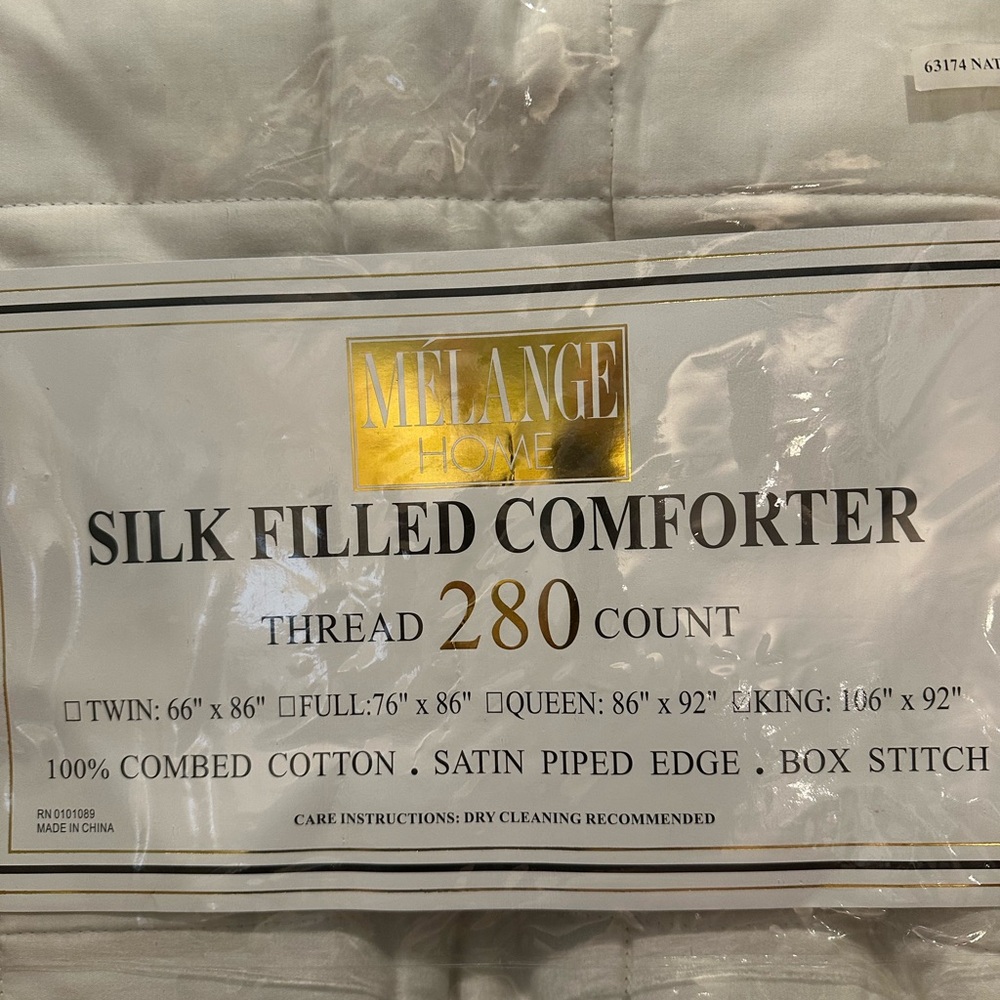 63174 NAT
MÉLANGE
HOME
SILK FILLED COMFORTER
THREAD 280 COUNT
☐ TWIN: 66" x 86" ☐FULL:76" x 86" ☐QUEEN: 86" x 92" ☑KING: 106" x 92"
100% COMBED COTTON . SATIN PIPED EDGE . BOX STITCH
RN 0101089
MADE IN CHINA
CARE INSTRUCTIONS: DRY CLEANING RECOMMENDED